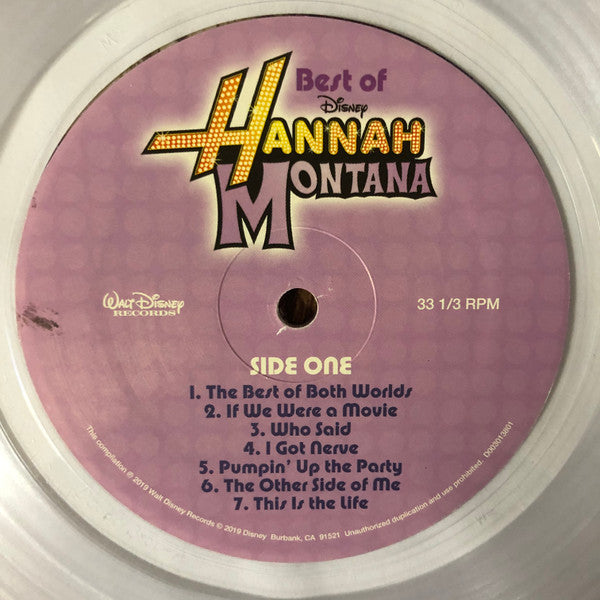 Best of
Disney
HANNAH
MONTANA
WALT DISNEY
RECORDS
33 1/3 RPM
SIDE ONE
1. The Best of Both Worlds
2. If We Were a Movie
3. Who Said
4. I Got Nerve
5. Pumpin' Up the Party
6. The Other Side of Me
7. This Is the Life
This compilation ℗ 2019 Walt Disney Records © 2019 Disney Burbank, CA 91521 Unauthorized duplication and use prohibited. D003013801